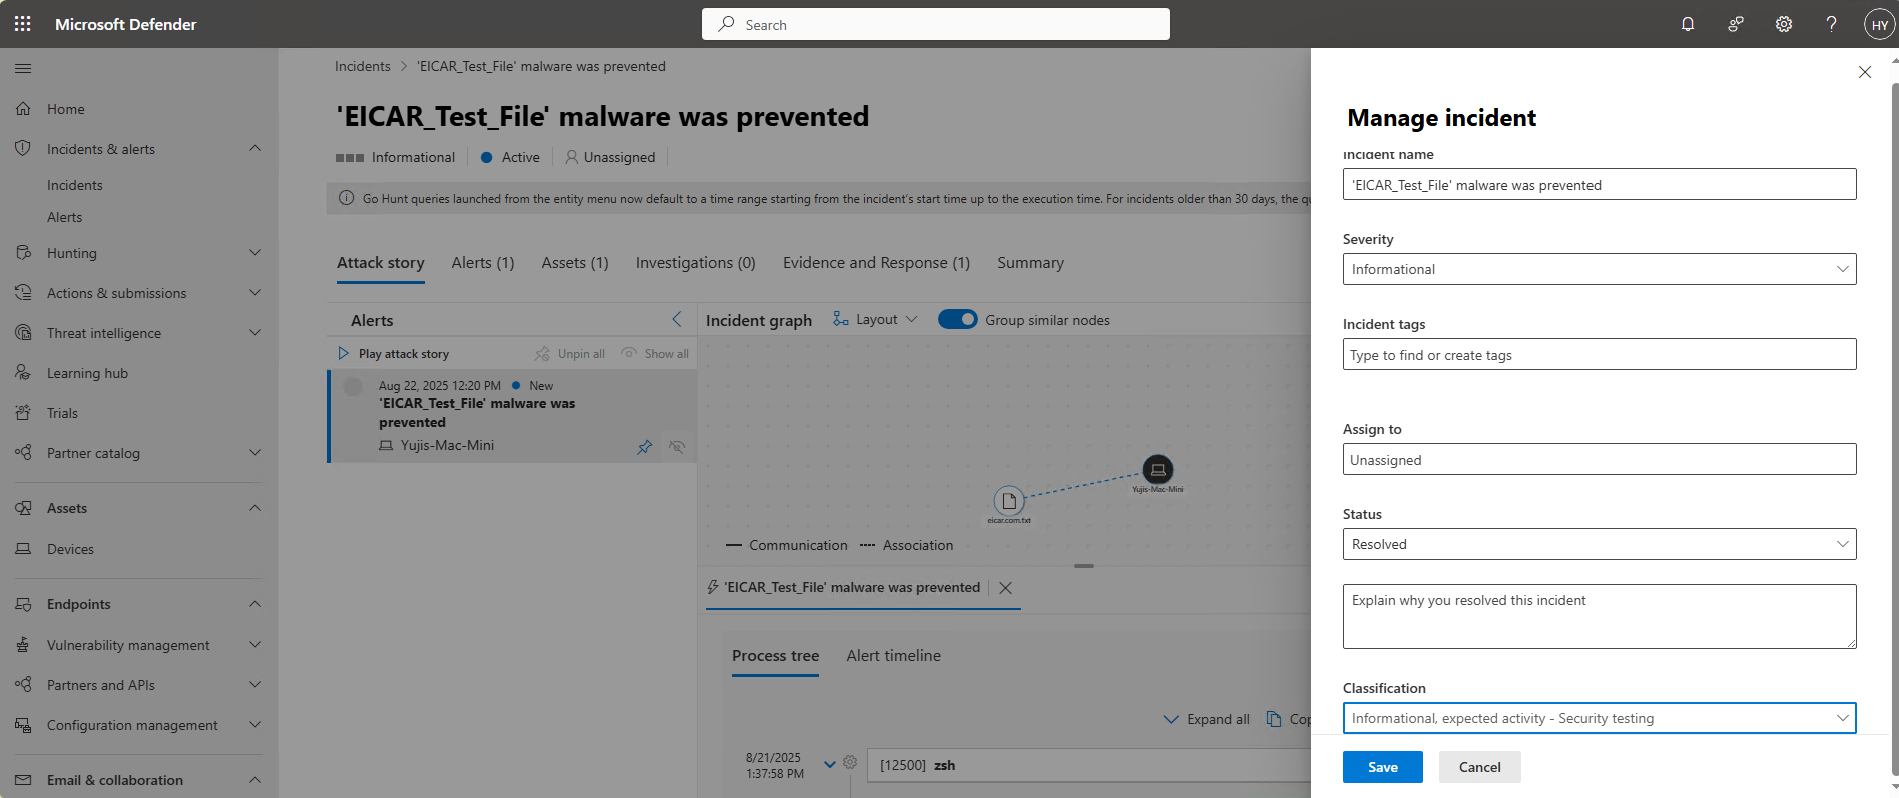 Microsoft Defender
Search
HY
Home
Incidents & alerts
Incidents
Alerts
Hunting
Actions & submissions
Threat intelligence
Learning hub
Trials
Partner catalog
Assets
Devices
Endpoints
Vulnerability management
Partners and APIs
Configuration management
Email & collaboration
Incidents > 'EICAR_Test_File' malware was prevented
'EICAR_Test_File' malware was prevented
Informational Active Unassigned
Go Hunt queries launched from the entity menu now default to a time range starting from the incident's start time up to the execution time. For incidents older than 30 days, the qu
Attack story Alerts (1) Assets (1) Investigations (0) Evidence and Response (1) Summary
Alerts
Play attack story Unpin all Show all
Aug 22, 2025 12:20 PM New
'EICAR_Test_File' malware was
prevented
Yujis-Mac-Mini
Incident graph Layout Group similar nodes
Yujis-Mac-Mini
eicar.com.txt
Communication Association
'EICAR_Test_File' malware was prevented
Process tree Alert timeline
Expand all Cop
8/21/2025
1:37:58 PM
[12500] zsh
Manage incident
Incident name
'EICAR_Test_File' malware was prevented
Severity
Informational
Incident tags
Type to find or create tags
Assign to
Unassigned
Status
Resolved
Explain why you resolved this incident
Classification
Informational, expected activity - Security testing
Save Cancel